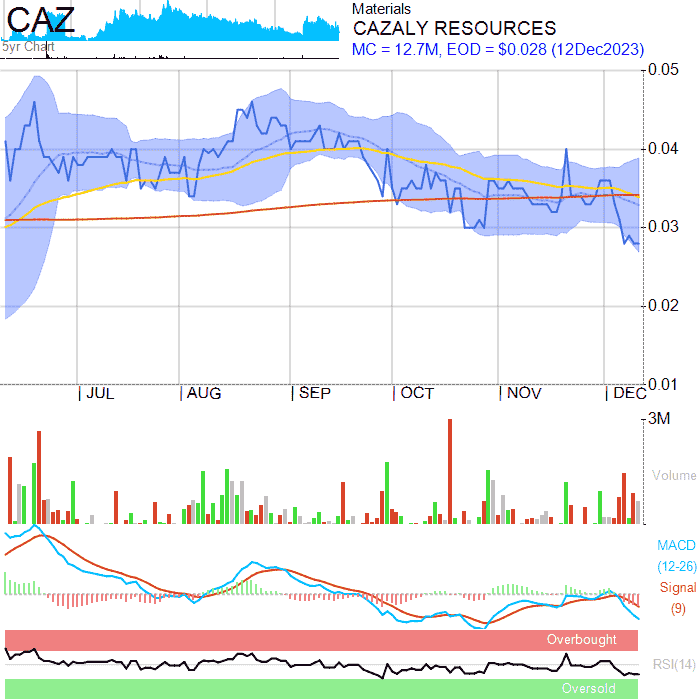 CAZ
5yr Chart
Materials
CAZALY RESOURCES
MC = 12.7M, EOD = $0.028 (12Dec2023)
0.05
0.04
0.03
0.02
0.01
JUL AUG SEP OCT NOV DEC
3M
Volume
MACD
(12-26)
Signal
(9)
Overbought
RSI(14)
Oversold